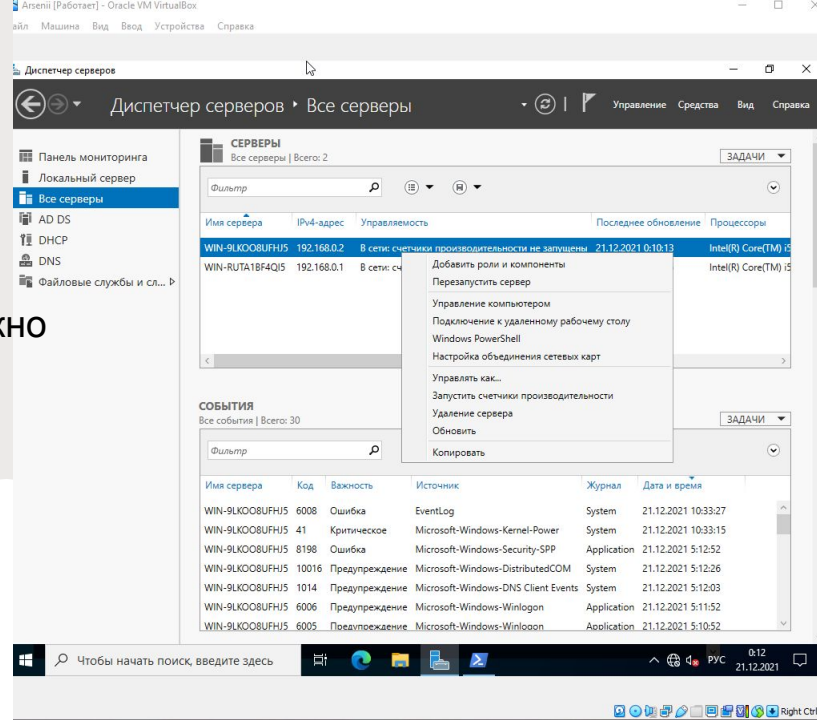 Arsenii [Работает] - Oracle VM VirtualBox
айл Машина Вид Ввод Устройства Справка
Диспетчер серверов
Диспетчер серверов ‣ Все серверы
Управление Средства Вид Справка
Панель мониторинга
Локальный сервер
Все серверы
AD DS
DHCP
DNS
Файловые службы и сл...
жно
СЕРВЕРЫ
Все серверы | Всего: 2
ЗАДАЧИ
Фильтр
Имя сервера IPv4-адрес Управляемость Последнее обновление Процессоры
WIN-9LKOO8UFHJ5 192.168.0.2 В сети: счетчики производительности не запущены 21.12.2021 0:10:13 Intel(R) Core(TM) i5
WIN-RUTA1BF4QI5 192.168.0.1 В сети: сч Intel(R) Core(TM) i5
Добавить роли и компоненты
Перезапустить сервер
Управление компьютером
Подключение к удаленному рабочему столу
Windows PowerShell
Настройка объединения сетевых карт
Управлять как...
Запустить счетчики производительности
Удаление сервера
Обновить
Копировать
СОБЫТИЯ
Все события | Всего: 30
ЗАДАЧИ
Фильтр
Имя сервера Код Важность Источник Журнал Дата и время
WIN-9LKOO8UFHJ5 6008 Ошибка EventLog System 21.12.2021 10:33:27
WIN-9LKOO8UFHJ5 41 Критическое Microsoft-Windows-Kernel-Power System 21.12.2021 10:33:15
WIN-9LKOO8UFHJ5 8198 Ошибка Microsoft-Windows-Security-SPP Application 21.12.2021 5:12:52
WIN-9LKOO8UFHJ5 10016 Предупреждение Microsoft-Windows-DistributedCOM System 21.12.2021 5:12:26
WIN-9LKOO8UFHJ5 1014 Предупреждение Microsoft-Windows-DNS Client Events System 21.12.2021 5:12:03
WIN-9LKOO8UFHJ5 6006 Предупреждение Microsoft-Windows-Winlogon Application 21.12.2021 5:11:52
WIN-9LKOO8UFHJ5 6005 Предупреждение Microsoft-Windows-Winlogon Application 21.12.2021 5:10:52
Чтобы начать поиск, введите здесь
РУС
0:12
21.12.2021
Right Ctrl